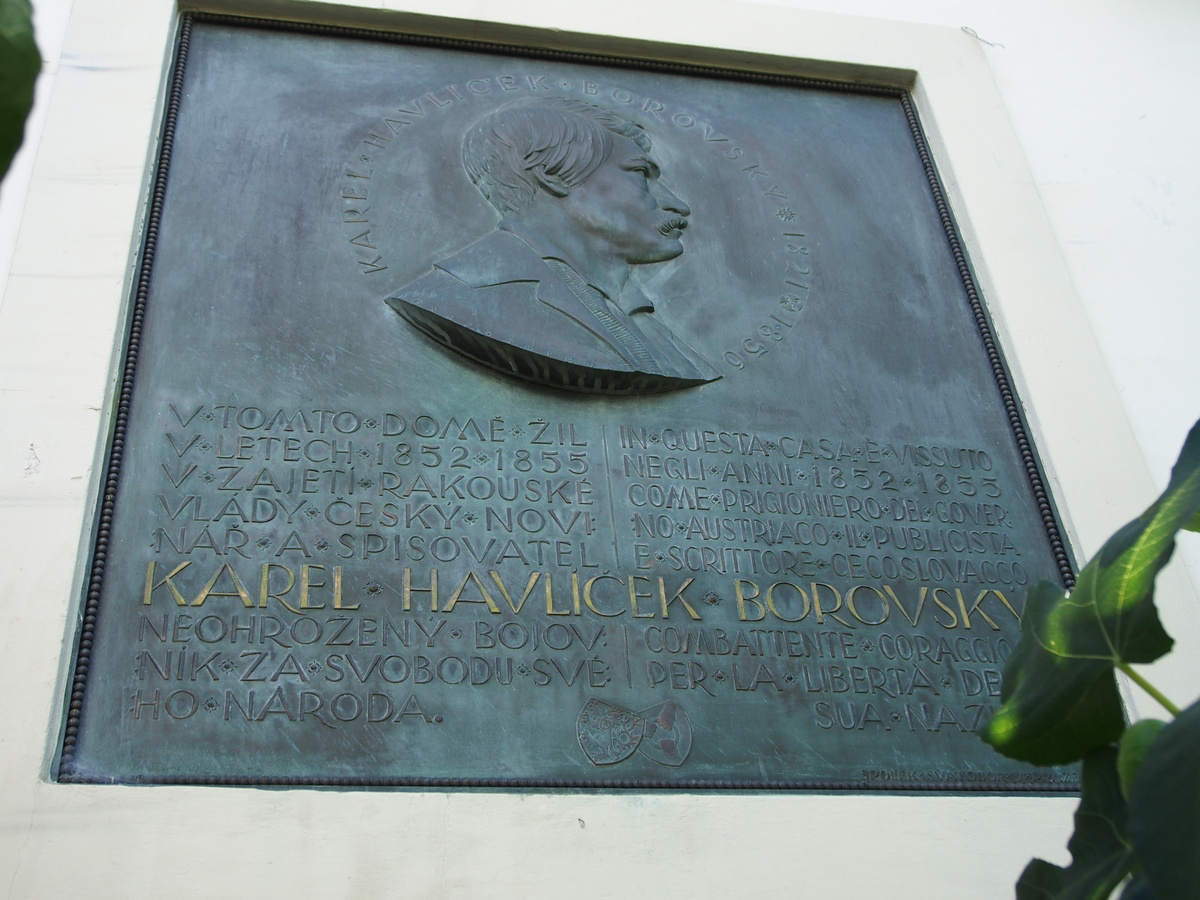 KAREL HAVLÍČEK BOROVSKÝ * 1821 * 1856
V TOMTO DOMĚ ŽIL
V LETECH 1852 1855
V ZAJETÍ RAKOUSKÉ
VLÁDY ČESKÝ NOVI:
NÁŘ A SPISOVATEL
IN QUESTA CASA È VISSUTO
NEGLI ANNI 1852 1855
COME PRIGIONIERO DEL GOVER:
NO AUSTRIACO IL PUBLICISTA
E SCRITTORE CECOSLOVACCO
KAREL HAVLÍČEK BOROVSKÝ
NEOHROŽENÝ BOJOV:
NÍK ZA SVOBODU SVÉ:
HO NÁRODA.
COMBATTENTE CORAGGIO
PER LA LIBERTÀ
SUA